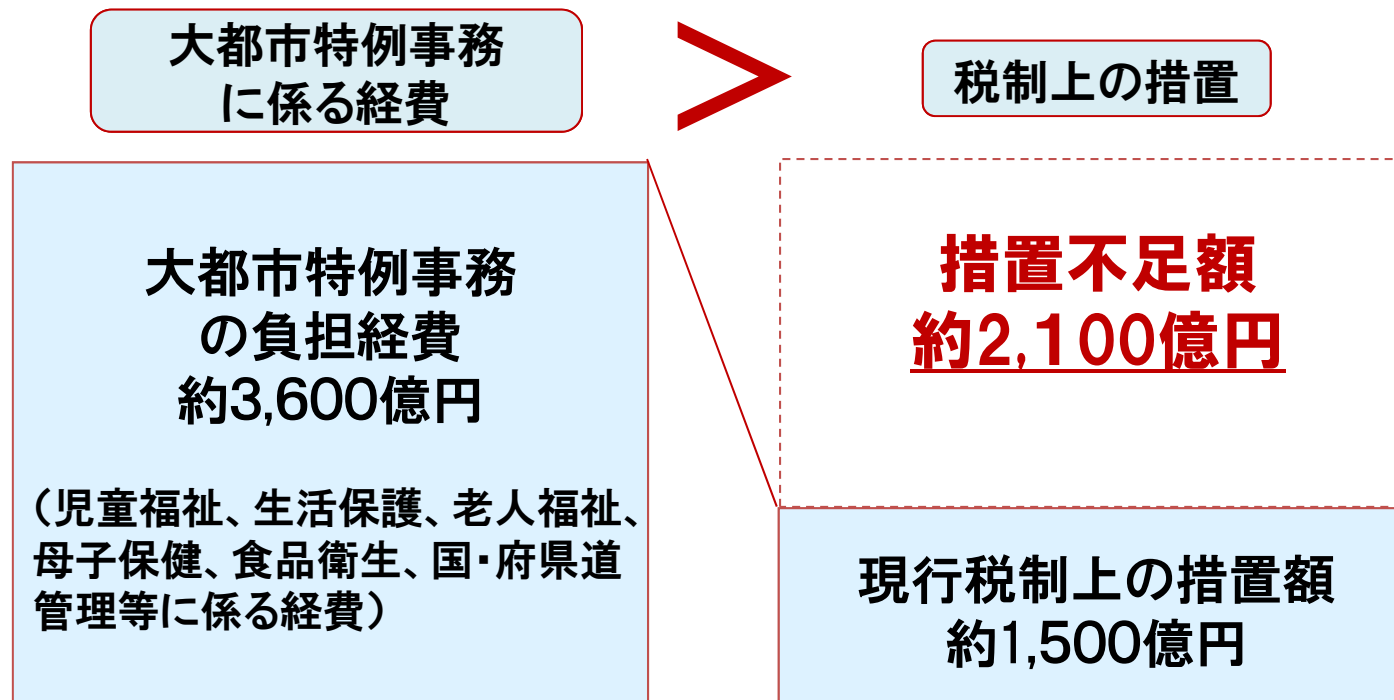 大都市特例事務
に係る経費
>
税制上の措置
大都市特例事務
の負担経費
約3,600億円
（児童福祉、生活保護、老人福祉、
母子保健、食品衛生、国・府県道
管理等に係る経費）
措置不足額
約2,100億円
現行税制上の措置額
約1,500億円